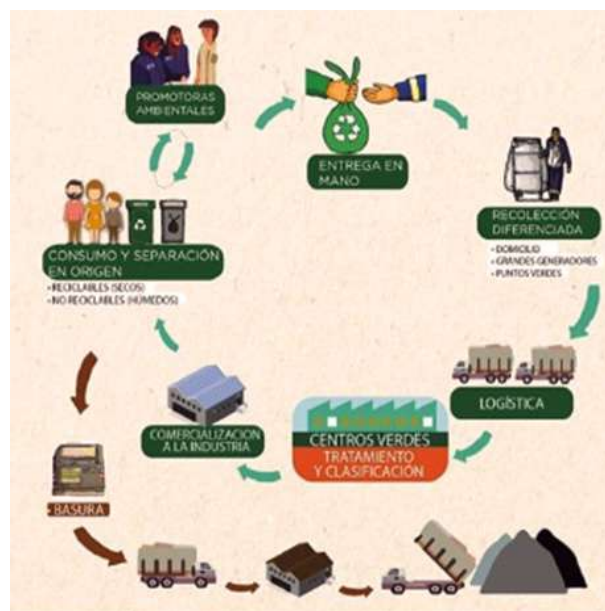 PROMOTORAS
AMBIENTALES
ENTREGA EN
MANO
RECOLECCIÓN
DIFERENCIADA
• DOMICILIO
• GRANDES GENERADORES
• PUNTOS VERDES
CONSUMO Y SEPARACIÓN
EN ORIGEN
• RECICLABLES (SECOS)
• NO RECICLABLES (HÚMEDOS)
LOGÍSTICA
CENTROS VERDES
TRATAMIENTO
Y CLASIFICACIÓN
COMERCIALIZACION
A LA INDUSTRIA
• BASURA